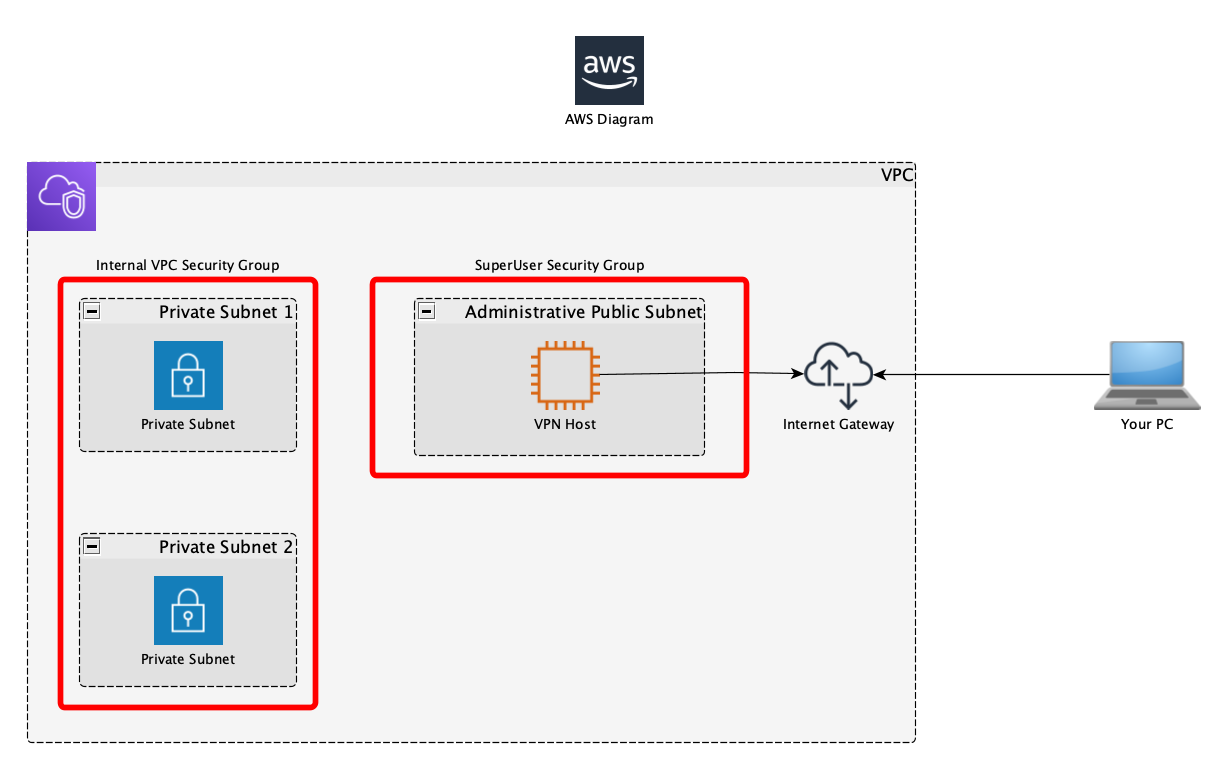 aws
AWS Diagram
VPC
Internal VPC Security Group
SuperUser Security Group
Private Subnet 1
Administrative Public Subnet
Private Subnet
VPN Host
Internet Gateway
Your PC
Private Subnet 2
Private Subnet